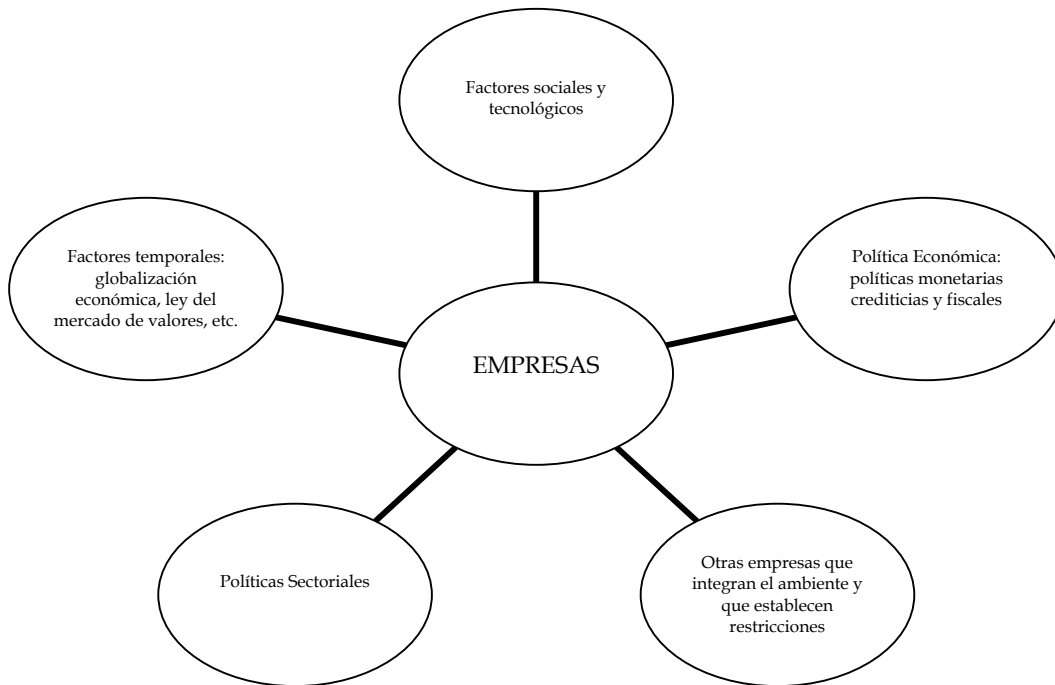 Factores sociales y
tecnológicos
Factores temporales:
globalización
económica, ley del
mercado de valores, etc.
Política Económica:
políticas monetarias
crediticias y fiscales
EMPRESAS
Políticas Sectoriales
Otras empresas que
integran el ambiente y
que establecen
restricciones